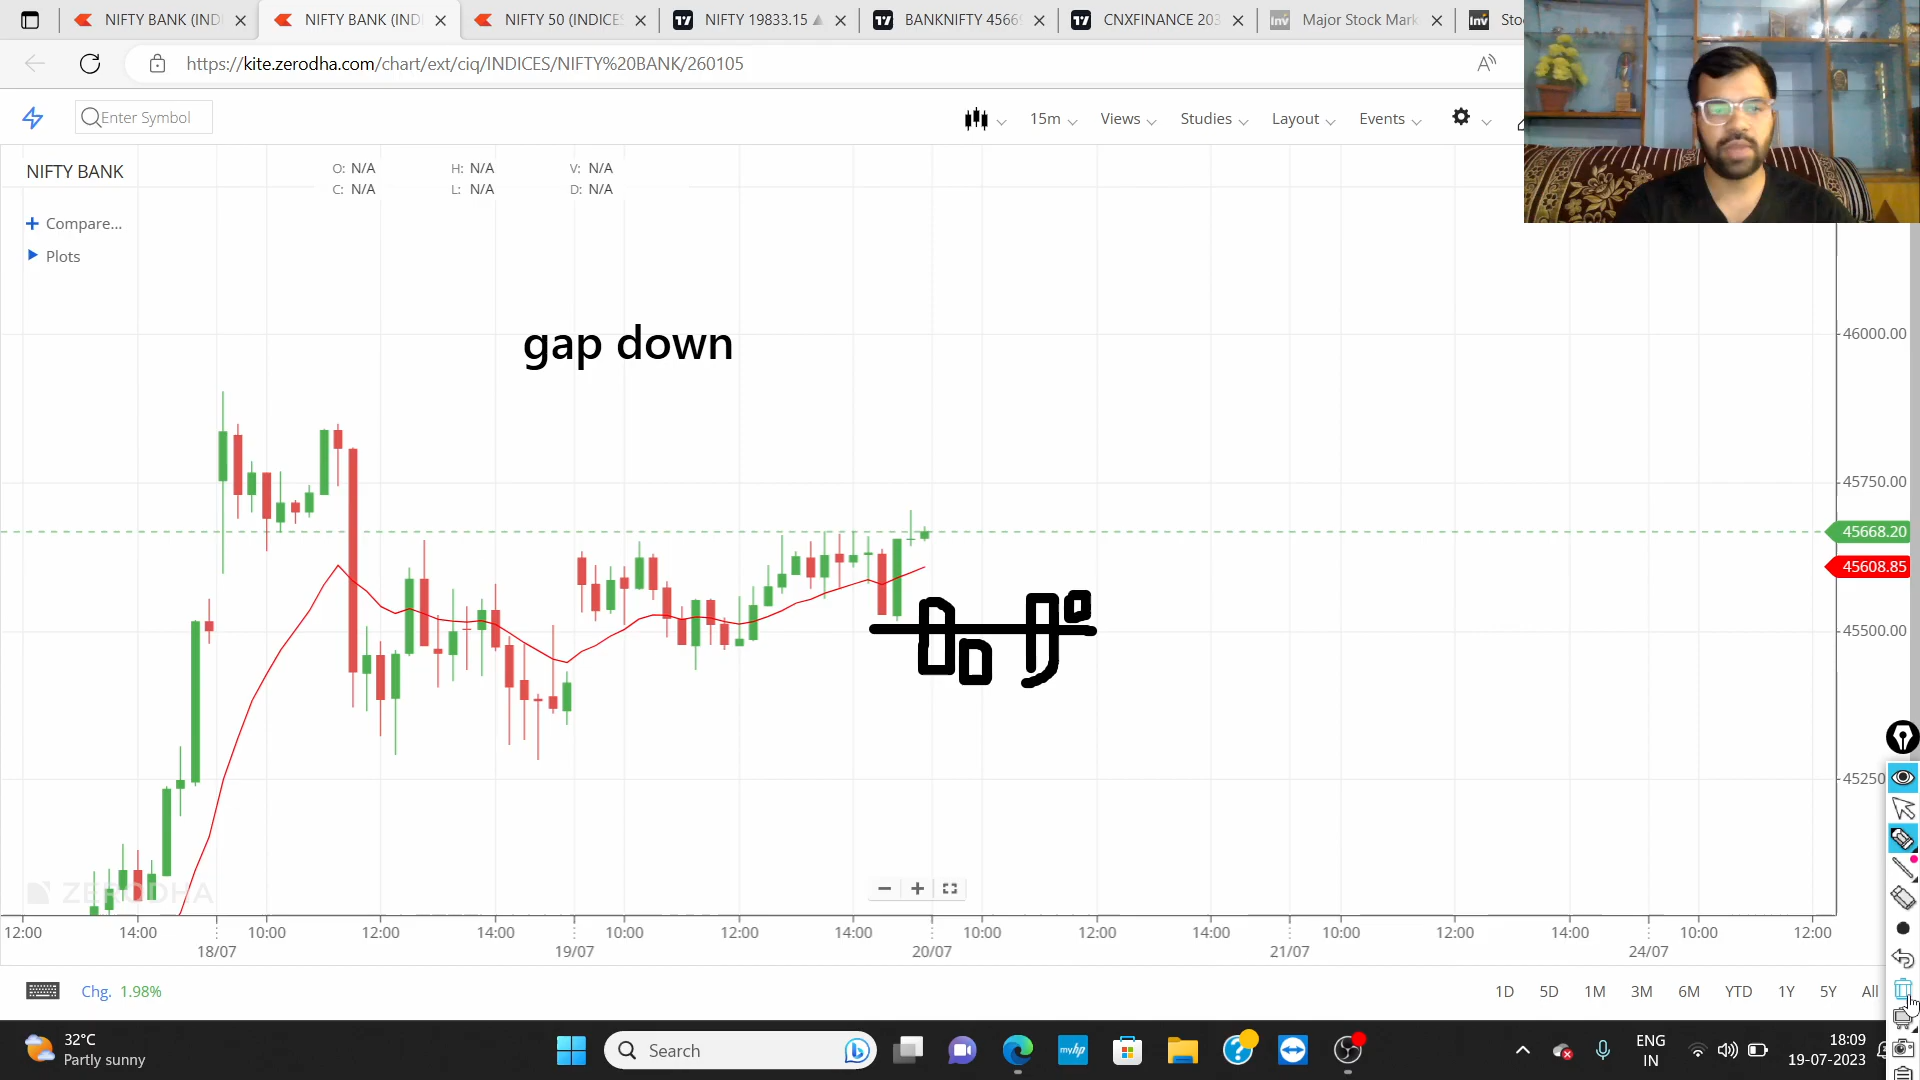 NIFTY BANK (IND
NIFTY BANK (IND
NIFTY 50 (INDICES
NIFTY 19833.15
BANKNIFTY 4566
CNXFINANCE 203
Major Stock Mark
Sto
https://kite.zerodha.com/chart/ext/ciq/INDICES/NIFTY%20BANK/260105
Enter Symbol
15m
Views
Studies
Layout
Events
NIFTY BANK
O: N/A H: N/A V: N/A
C: N/A L: N/A D: N/A
+ Compare...
Plots
gap down
46000.00
45750.00
45668.20
45608.85
45500.00
45250
ZERODHA
12:00 14:00 10:00 12:00 14:00 10:00 12:00 14:00 10:00 12:00 14:00 10:00 12:00 14:00 10:00 12:00
18/07 19/07 20/07 21/07 24/07
Chg. 1.98%
1D 5D 1M 3M 6M YTD 1Y 5Y All
32°C
Partly sunny
Search
myhp
ENG
IN
18:09
19-07-2023